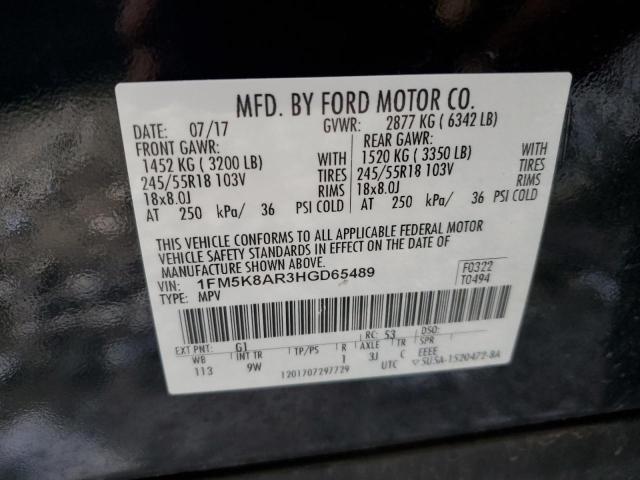 MFD. BY FORD MOTOR CO.
DATE: 07/17 GVWR: 2877 KG ( 6342 LB)
FRONT GAWR: REAR GAWR:
1452 KG ( 3200 LB) WITH 1520 KG ( 3350 LB) WITH
245/55R18 103V TIRES 245/55R18 103V TIRES
18x8.0J RIMS 18x8.0J RIMS
AT 250 kPa/ 36 PSI COLD AT 250 kPa/ 36 PSI COLD
THIS VEHICLE CONFORMS TO ALL APPLICABLE FEDERAL MOTOR
VEHICLE SAFETY STANDARDS IN EFFECT ON THE DATE OF
MANUFACTURE SHOWN ABOVE.
VIN: 1FM5K8AR3HGD65489 F0322
TYPE: MPV T0494
EXT PNT: G1 RC: 53 DSO:
WB INT TR TP/PS R AXLE TR SPR
113 9W 1 3J C EEEE
1201707297729 UTC ▽5U5A-1520472-BA